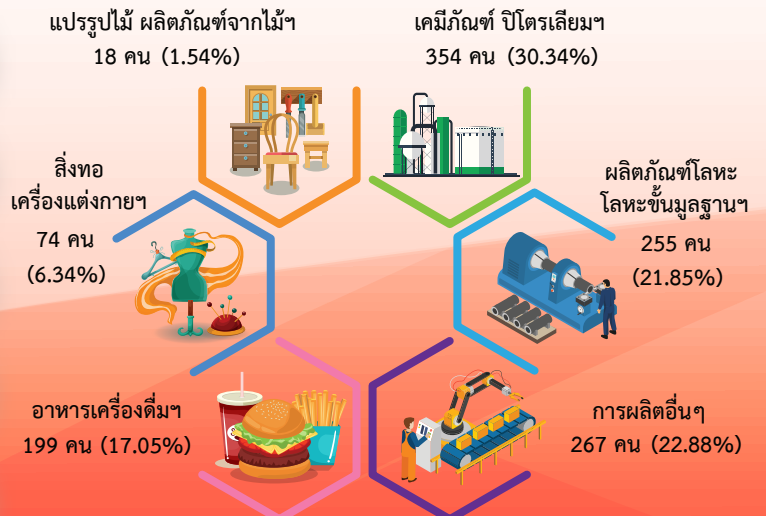 แปรรูปไม้ ผลิตภัณฑ์จากไม้ฯ
18 คน (1.54%)
เคมีภัณฑ์ ปิโตรเลียมฯ
354 คน (30.34%)
สิ่งทอ
เครื่องแต่งกายฯ
74 คน
(6.34%)
ผลิตภัณฑ์โลหะ
โลหะขั้นมูลฐานฯ
255 คน
(21.85%)
อาหารเครื่องดื่มฯ
199 คน (17.05%)
การผลิตอื่นๆ
267 คน (22.88%)